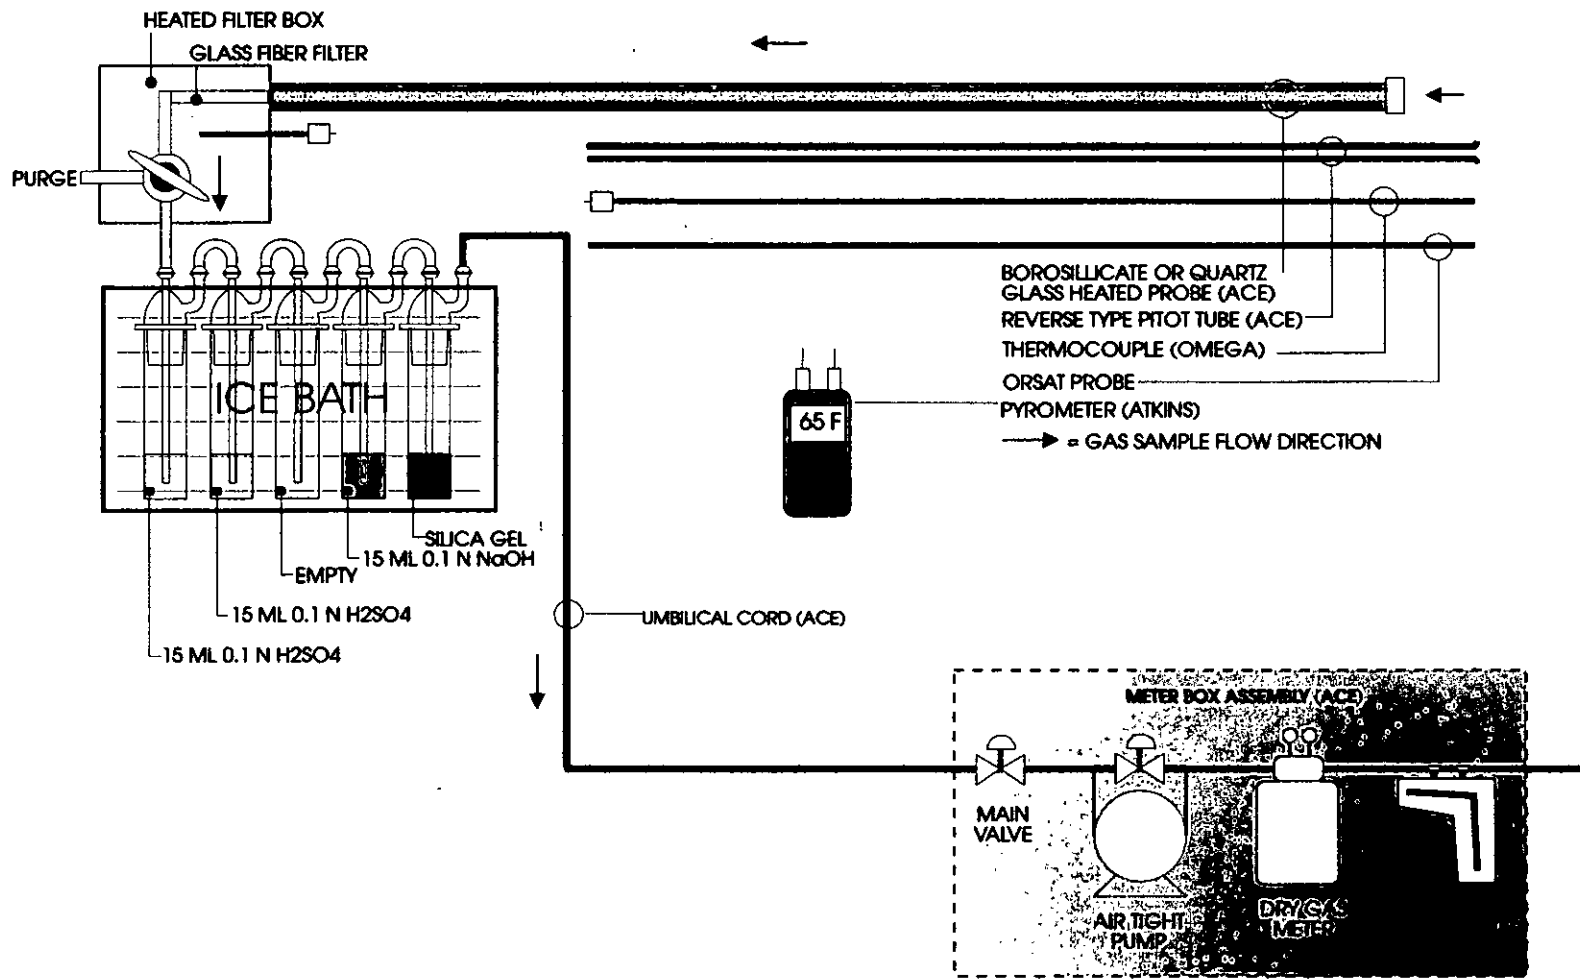 HEATED FILTER BOX
GLASS FIBER FILTER
PURGE
BOROSILLICATE OR QUARTZ
GLASS HEATED PROBE (ACE)
REVERSE TYPE PITOT TUBE (ACE)
THERMOCOUPLE (OMEGA)
ORSAT PROBE
PYROMETER (ATKINS)
= GAS SAMPLE FLOW DIRECTION
65 F
ICE BATH
SILICA GEL
15 ML 0.1 N NaOH
EMPTY
15 ML 0.1 N H2SO4
15 ML 0.1 N H2SO4
UMBILICAL CORD (ACE)
METER BOX ASSEMBLY (ACE)
MAIN
VALVE
AIR TIGHT
PUMP
DRY GAS
METER